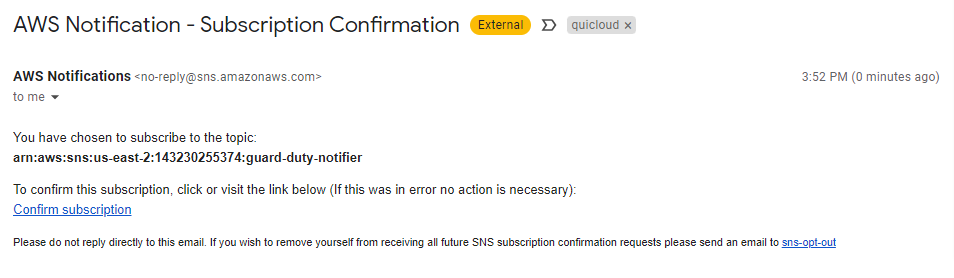 AWS Notification - Subscription Confirmation External quicloud ×
AWS Notifications <no-reply@sns.amazonaws.com> 3:52 PM (0 minutes ago)
to me
You have chosen to subscribe to the topic:
arn:aws:sns:us-east-2:143230255374:guard-duty-notifier
To confirm this subscription, click or visit the link below (If this was in error no action is necessary):
Confirm subscription
Please do not reply directly to this email. If you wish to remove yourself from receiving all future SNS subscription confirmation requests please send an email to sns-opt-out